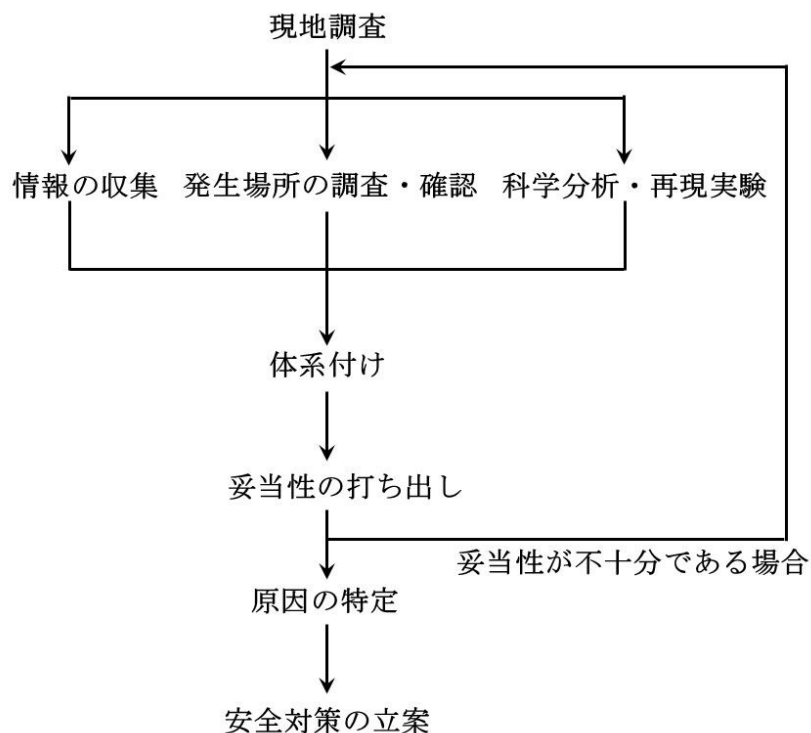 現地調査
情報の収集
発生場所の調査・確認
科学分析・再現実験
体系付け
妥当性の打ち出し
妥当性が不十分である場合
原因の特定
安全対策の立案